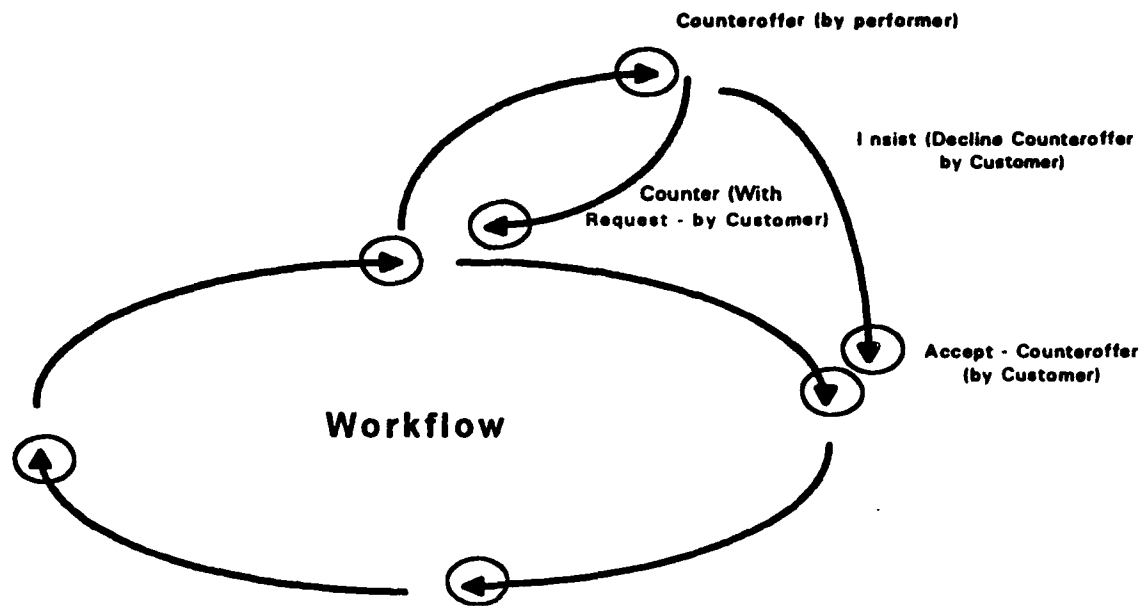 Counteroffer (by performer)
I nsist (Decline Counteroffer
by Customer)
Counter (With
Request - by Customer)
Accept - Counteroffer
(by Customer)
Workflow